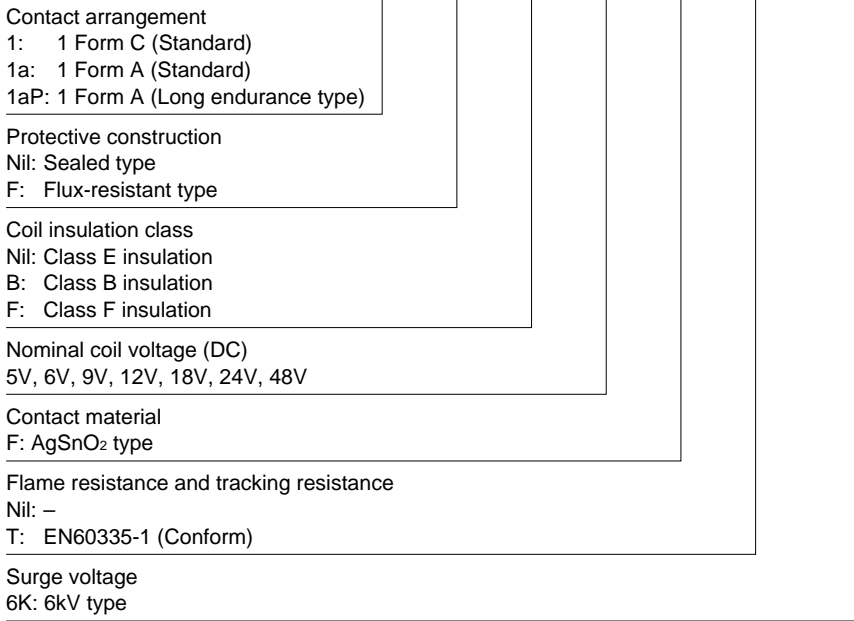 Contact arrangement
1: 1 Form C (Standard)
1a: 1 Form A (Standard)
1aP: 1 Form A (Long endurance type)
Protective construction
Nil: Sealed type
F: Flux-resistant type
Coil insulation class
Nil: Class E insulation
B: Class B insulation
F: Class F insulation
Nominal coil voltage (DC)
5V, 6V, 9V, 12V, 18V, 24V, 48V
Contact material
F: AgSnO₂ type
Flame resistance and tracking resistance
Nil: –
T: EN60335-1 (Conform)
Surge voltage
6K: 6kV type